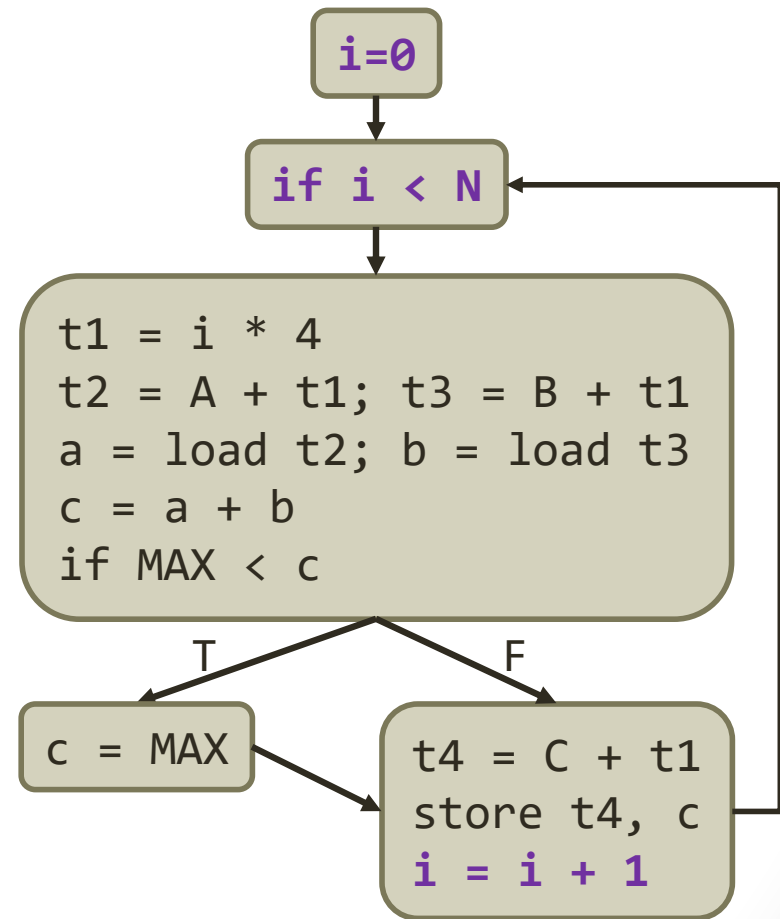 i=0
if i < N
t1 = i * 4
t2 = A + t1; t3 = B + t1
a = load t2; b = load t3
c = a + b
if MAX < c
T
F
c = MAX
t4 = C + t1
store t4, c
i = i + 1